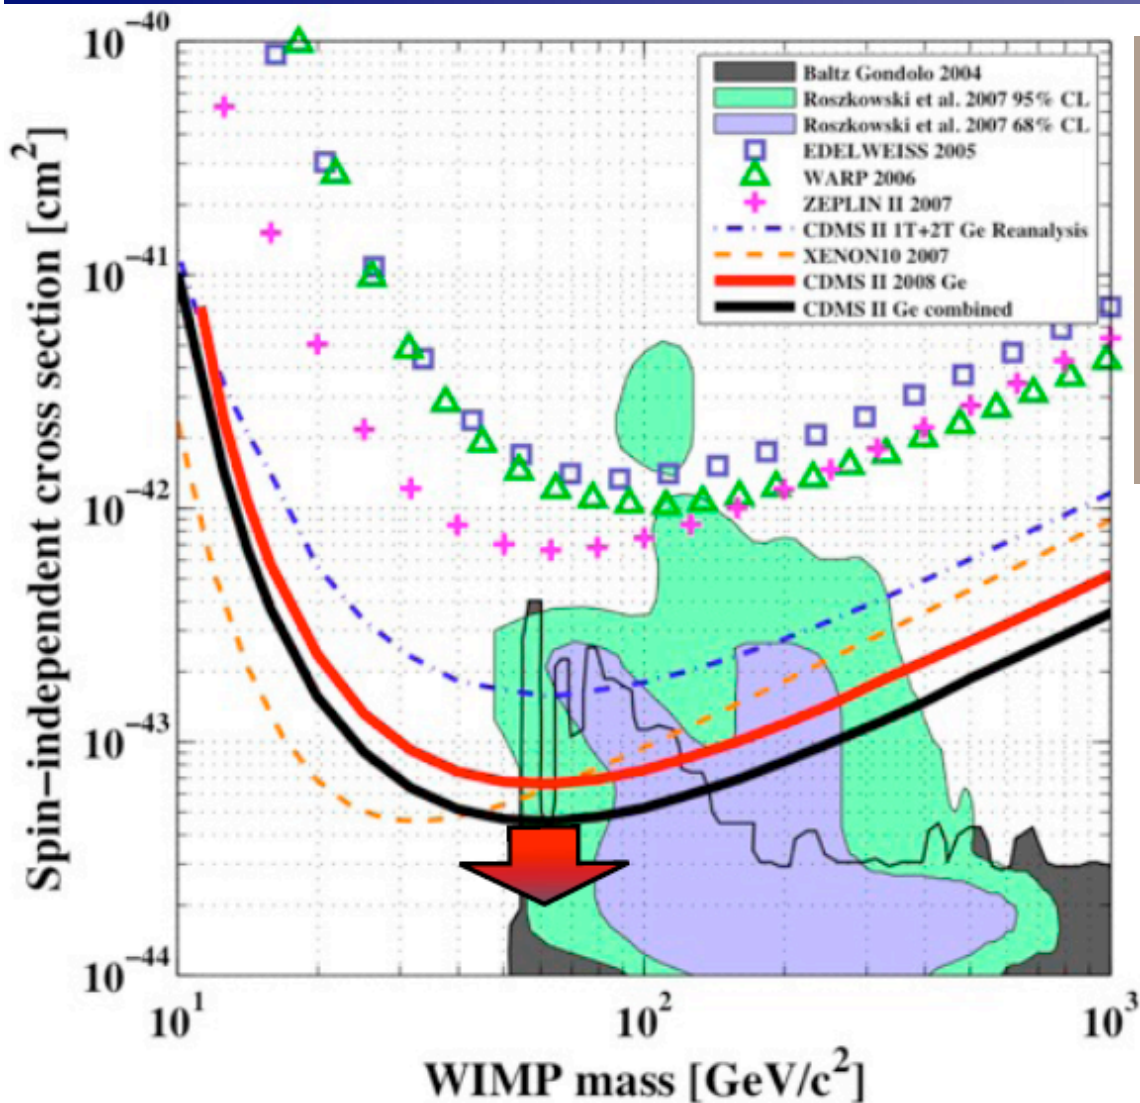 10⁻⁴⁰
10⁻⁴¹
10⁻⁴²
10⁻⁴³
10⁻⁴⁴
Spin−independent cross section [cm²]
Baltz Gondolo 2004
Roszkowski et al. 2007 95% CL
Roszkowski et al. 2007 68% CL
EDELWEISS 2005
WARP 2006
ZEPLIN II 2007
CDMS II 1T+2T Ge Reanalysis
XENON10 2007
CDMS II 2008 Ge
CDMS II Ge combined
10¹
10²
10³
WIMP mass [GeV/c²]